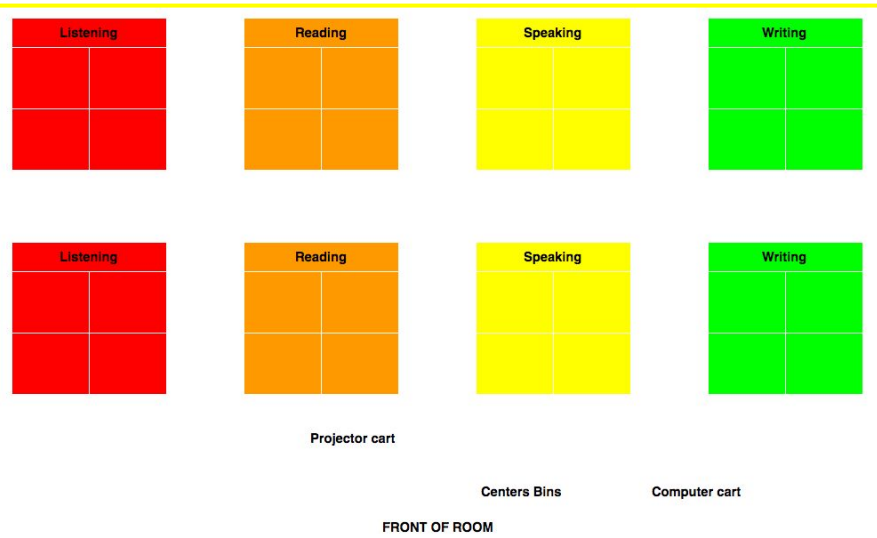 Listening Reading Speaking Writing
Listening Reading Speaking Writing
Projector cart
Centers Bins Computer cart
FRONT OF ROOM